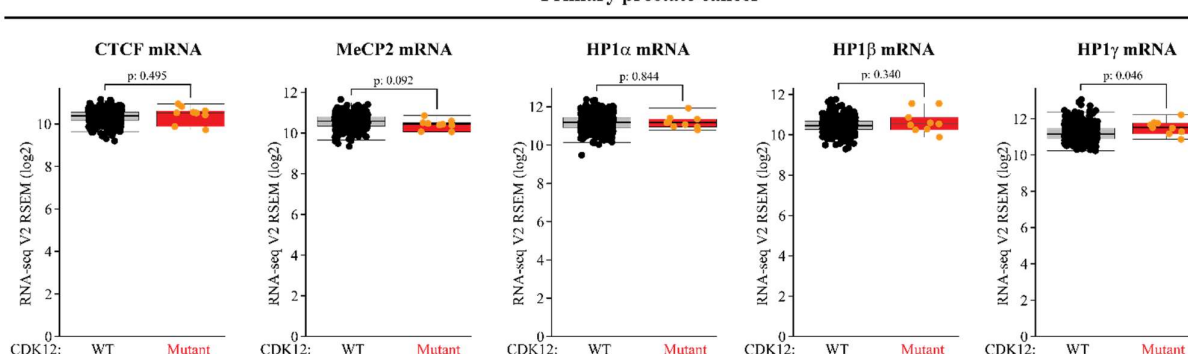 Primary prostate cancer
CTCF mRNA
MeCP2 mRNA
HP1α mRNA
HP1β mRNA
HP1γ mRNA
p: 0.495
p: 0.092
p: 0.844
p: 0.340
p: 0.046
RNA-seq V2 RSEM (log2)
10
8
6
4
2
0
RNA-seq V2 RSEM (log2)
12
10
8
6
4
2
0
RNA-seq V2 RSEM (log2)
12
10
8
6
4
2
0
RNA-seq V2 RSEM (log2)
12
10
8
6
4
2
0
RNA-seq V2 RSEM (log2)
12
10
8
6
4
2
0
CDK12: WT Mutant
CDK12: WT Mutant
CDK12: WT Mutant
CDK12: WT Mutant
CDK12: WT Mutant